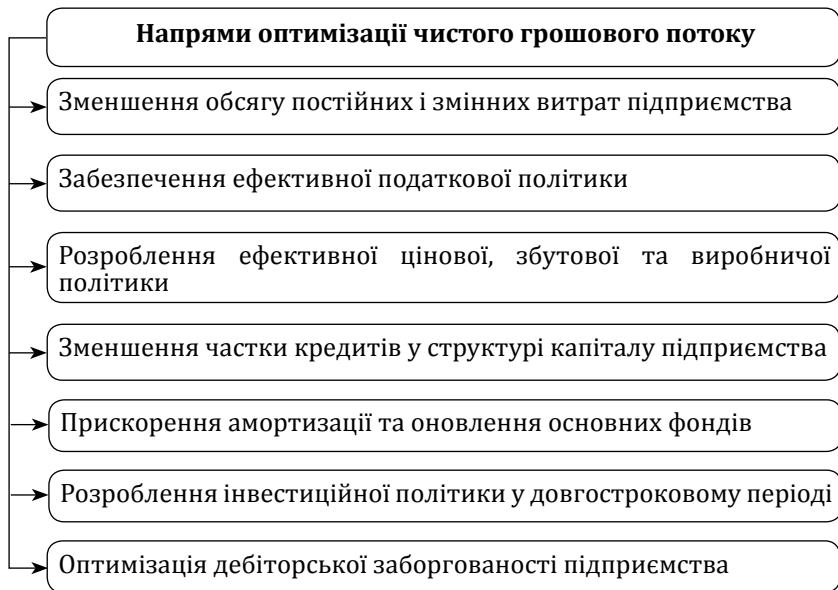 Напрями оптимізації чистого грошового потоку
Зменшення обсягу постійних і змінних витрат підприємства
Забезпечення ефективної податкової політики
Розроблення ефективної цінової, збутової та виробничої
політики
Зменшення частки кредитів у структурі капіталу підприємства
Прискорення амортизації та оновлення основних фондів
Розроблення інвестиційної політики у довгостроковому періоді
Оптимізація дебіторської заборгованості підприємства